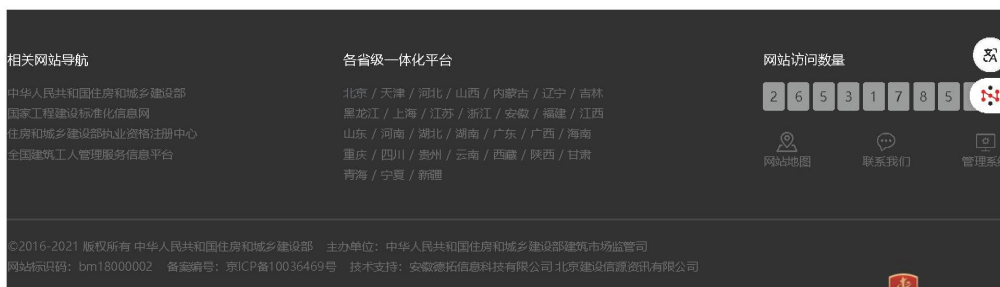 相关网站导航
中华人民共和国住房和城乡建设部
国家工程建设标准化信息网
住房和城乡建设部执业资格注册中心
全国建筑工人管理服务信息平台
各省级一体化平台
北京 / 天津 / 河北 / 山西 / 内蒙古 / 辽宁 / 吉林
黑龙江 / 上海 / 江苏 / 浙江 / 安徽 / 福建 / 江西
山东 / 河南 / 湖北 / 湖南 / 广东 / 广西 / 海南
重庆 / 四川 / 贵州 / 云南 / 西藏 / 陕西 / 甘肃
青海 / 宁夏 / 新疆
网站访问数量
2 6 5 3 1 7 8 5
网站地图
联系我们
管理系
©2016-2021 版权所有 中华人民共和国住房和城乡建设部 主办单位：中华人民共和国住房和城乡建设部建筑市场监管司
网站标识码：bm18000002 备案编号：京ICP备10036469号 技术支持：安徽德拓信息科技有限公司 北京建设信源资讯有限公司